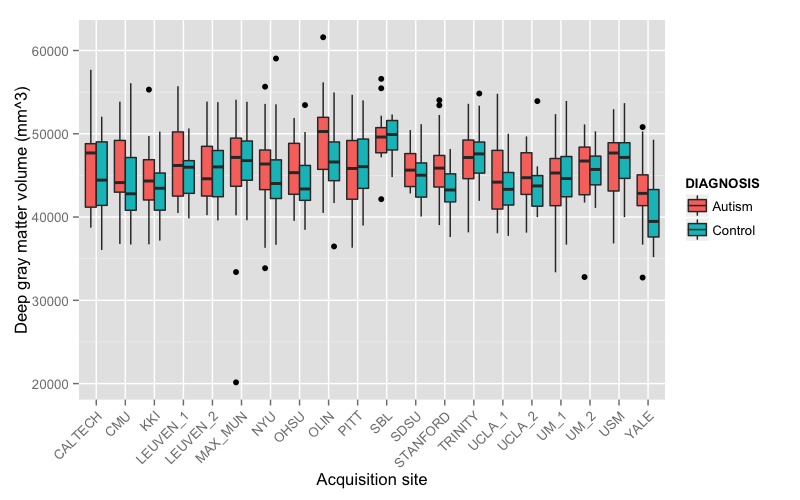 Deep gray matter volume (mm^3)
60000
50000
40000
30000
20000
CALTECH
CMU
KKI
LEUVEN_1
LEUVEN_2
MAX_MUN
NYU
OHSU
OLIN
PITT
SBL
SDSU
STANFORD
TRINITY
UCLA_1
UCLA_2
UM_1
UM_2
USM
YALE
Acquisition site
DIAGNOSIS
Autism
Control